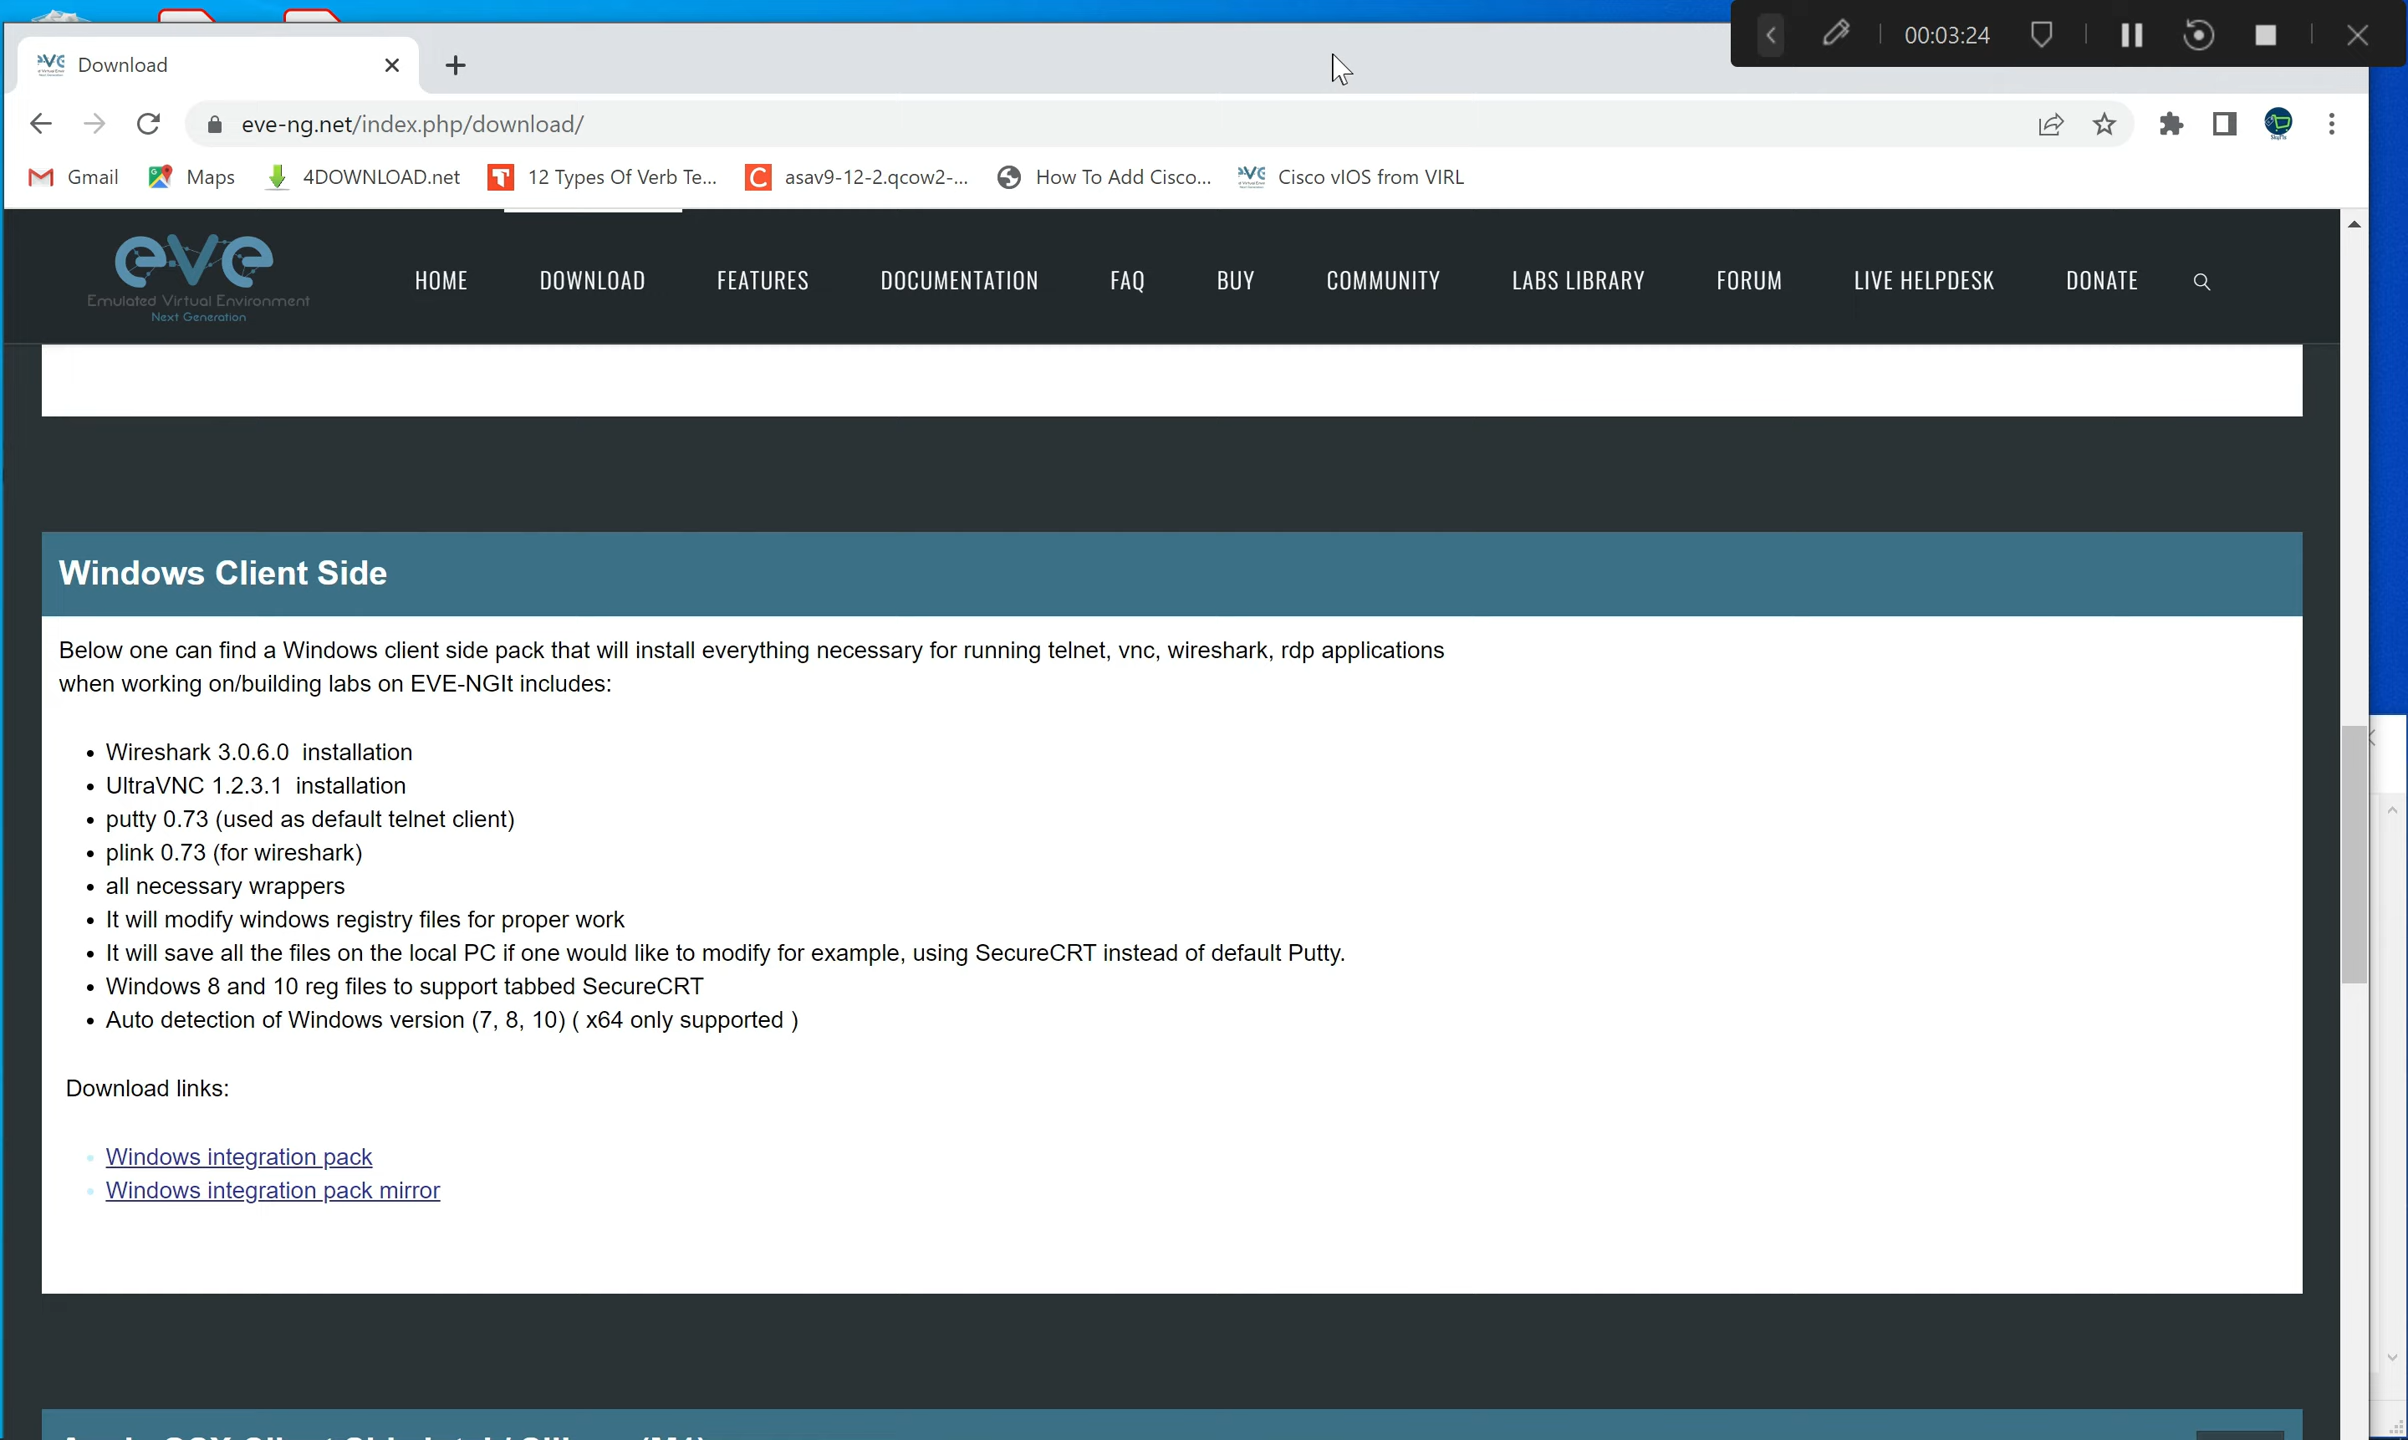 00:03:24
Download
eve-ng.net/index.php/download/
Gmail
Maps
4DOWNLOAD.net
12 Types Of Verb Te...
asav9-12-2.qcow2-...
How To Add Cisco...
Cisco vIOS from VIRL
eve
Emulated Virtual Environment
Next Generation
HOME
DOWNLOAD
FEATURES
DOCUMENTATION
FAQ
BUY
COMMUNITY
LABS LIBRARY
FORUM
LIVE HELPDESK
DONATE
Windows Client Side
Below one can find a Windows client side pack that will install everything necessary for running telnet, vnc, wireshark, rdp applications
when working on/building labs on EVE-NGIt includes:
Wireshark 3.0.6.0  installation
UltraVNC 1.2.3.1  installation
putty 0.73 (used as default telnet client)
plink 0.73 (for wireshark)
all necessary wrappers
It will modify windows registry files for proper work
It will save all the files on the local PC if one would like to modify for example, using SecureCRT instead of default Putty.
Windows 8 and 10 reg files to support tabbed SecureCRT
Auto detection of Windows version (7, 8, 10) ( x64 only supported )
Download links:
Windows integration pack
Windows integration pack mirror